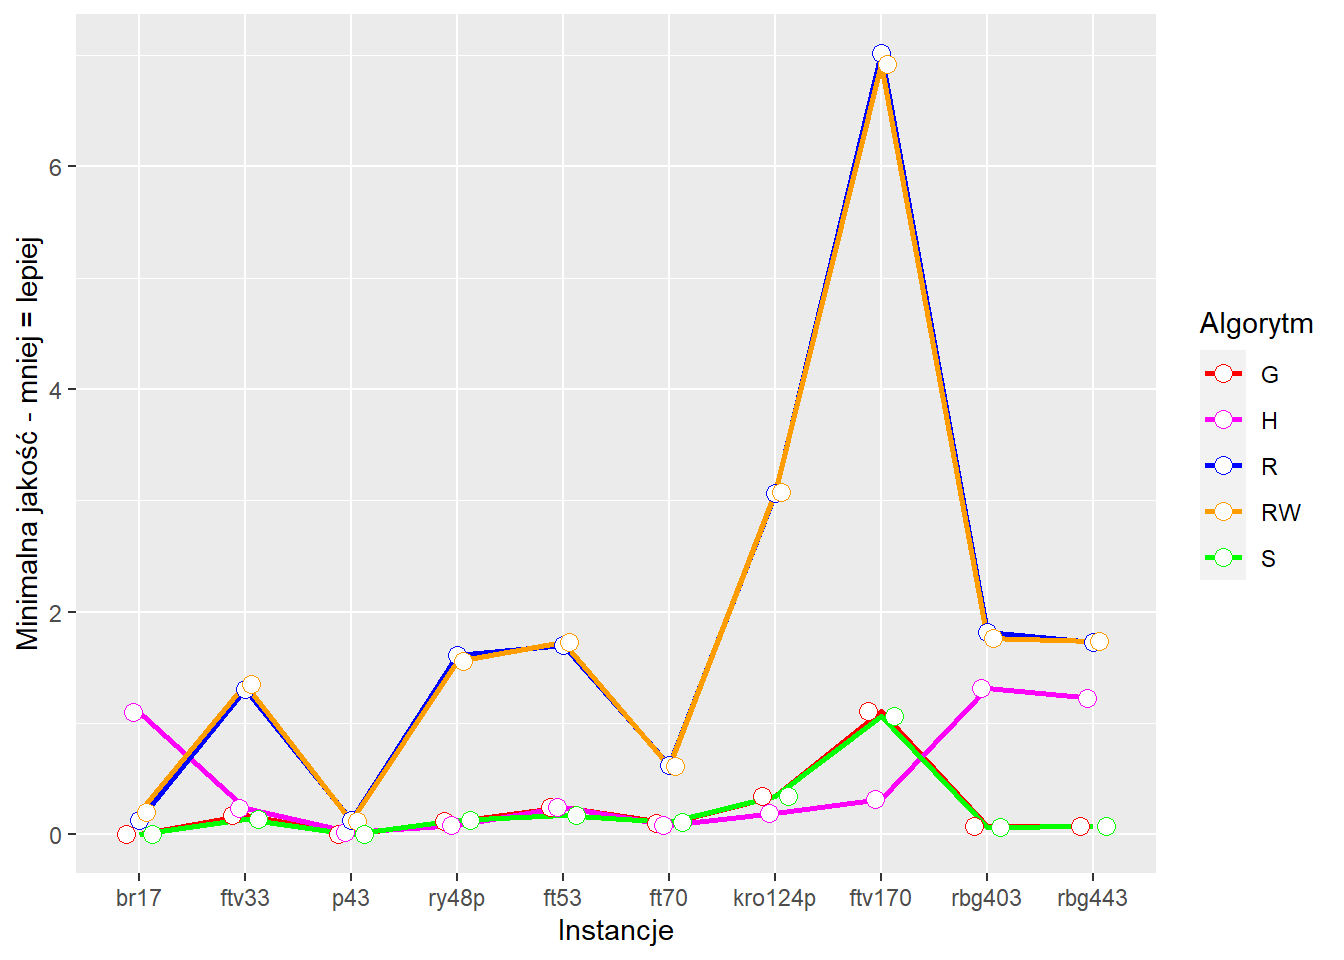 Minimalna jakość - mniej = lepiej
6
4
2
0
br17 ftv33 p43 ry48p ft53 ft70 kro124p ftv170 rbg403 rbg443
Instancje
Algorytm
G
H
R
RW
S